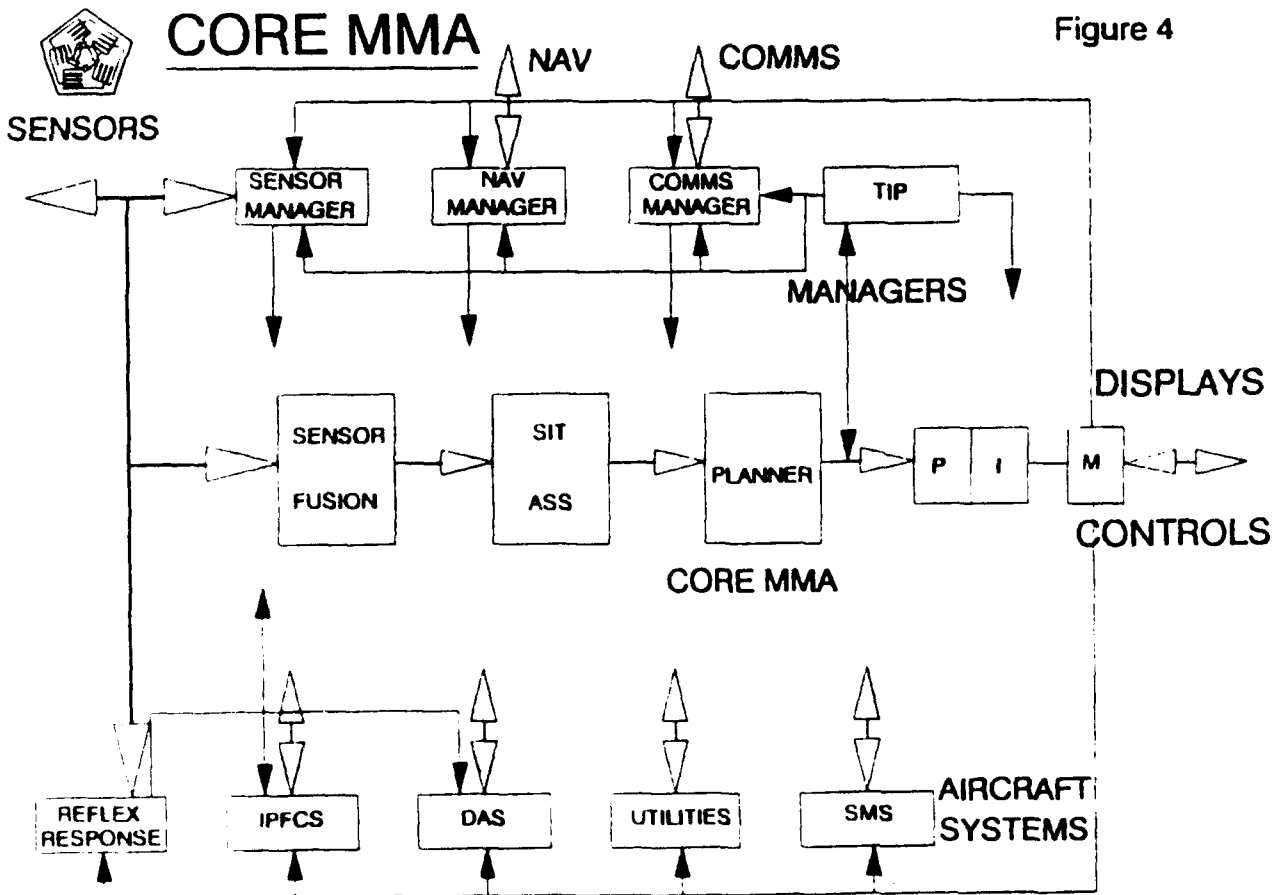 CORE MMA
Figure 4
NAV
COMMS
SENSORS
SENSOR
MANAGER
NAV
MANAGER
COMMS
MANAGER
TIP
MANAGERS
DISPLAYS
SENSOR
FUSION
SIT
ASS
PLANNER
P
I
M
CONTROLS
CORE MMA
REFLEX
RESPONSE
IPFCS
DAS
UTILITIES
SMS
AIRCRAFT
SYSTEMS